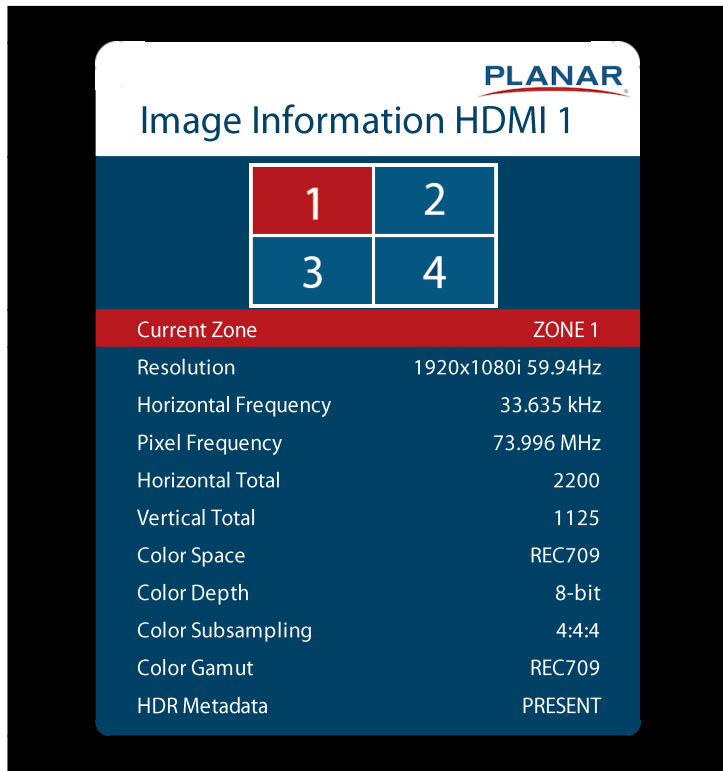 PLANAR
Image Information HDMI 1
1 2
3 4
Current Zone ZONE 1
Resolution 1920x1080i 59.94Hz
Horizontal Frequency 33.635 kHz
Pixel Frequency 73.996 MHz
Horizontal Total 2200
Vertical Total 1125
Color Space REC709
Color Depth 8-bit
Color Subsampling 4:4:4
Color Gamut REC709
HDR Metadata PRESENT